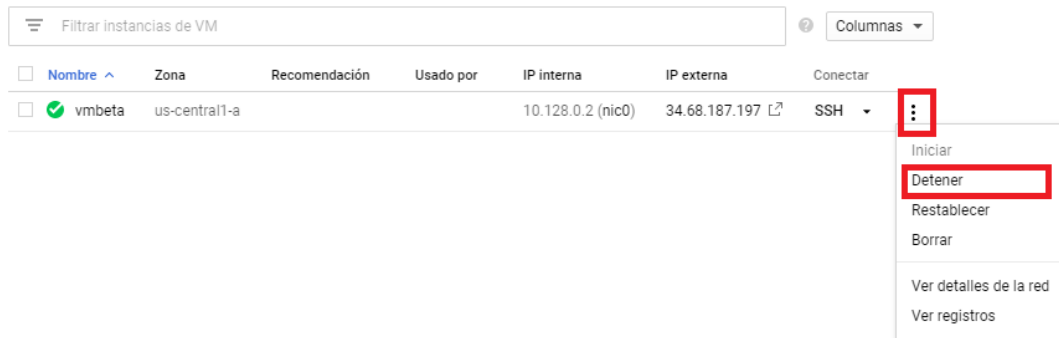 Filtrar instancias de VM
Columnas
Nombre Zona Recomendación Usado por IP interna IP externa Conectar
vmbeta us-central1-a 10.128.0.2 (nic0) 34.68.187.197 SSH
Iniciar
Detener
Restablecer
Borrar
Ver detalles de la red
Ver registros